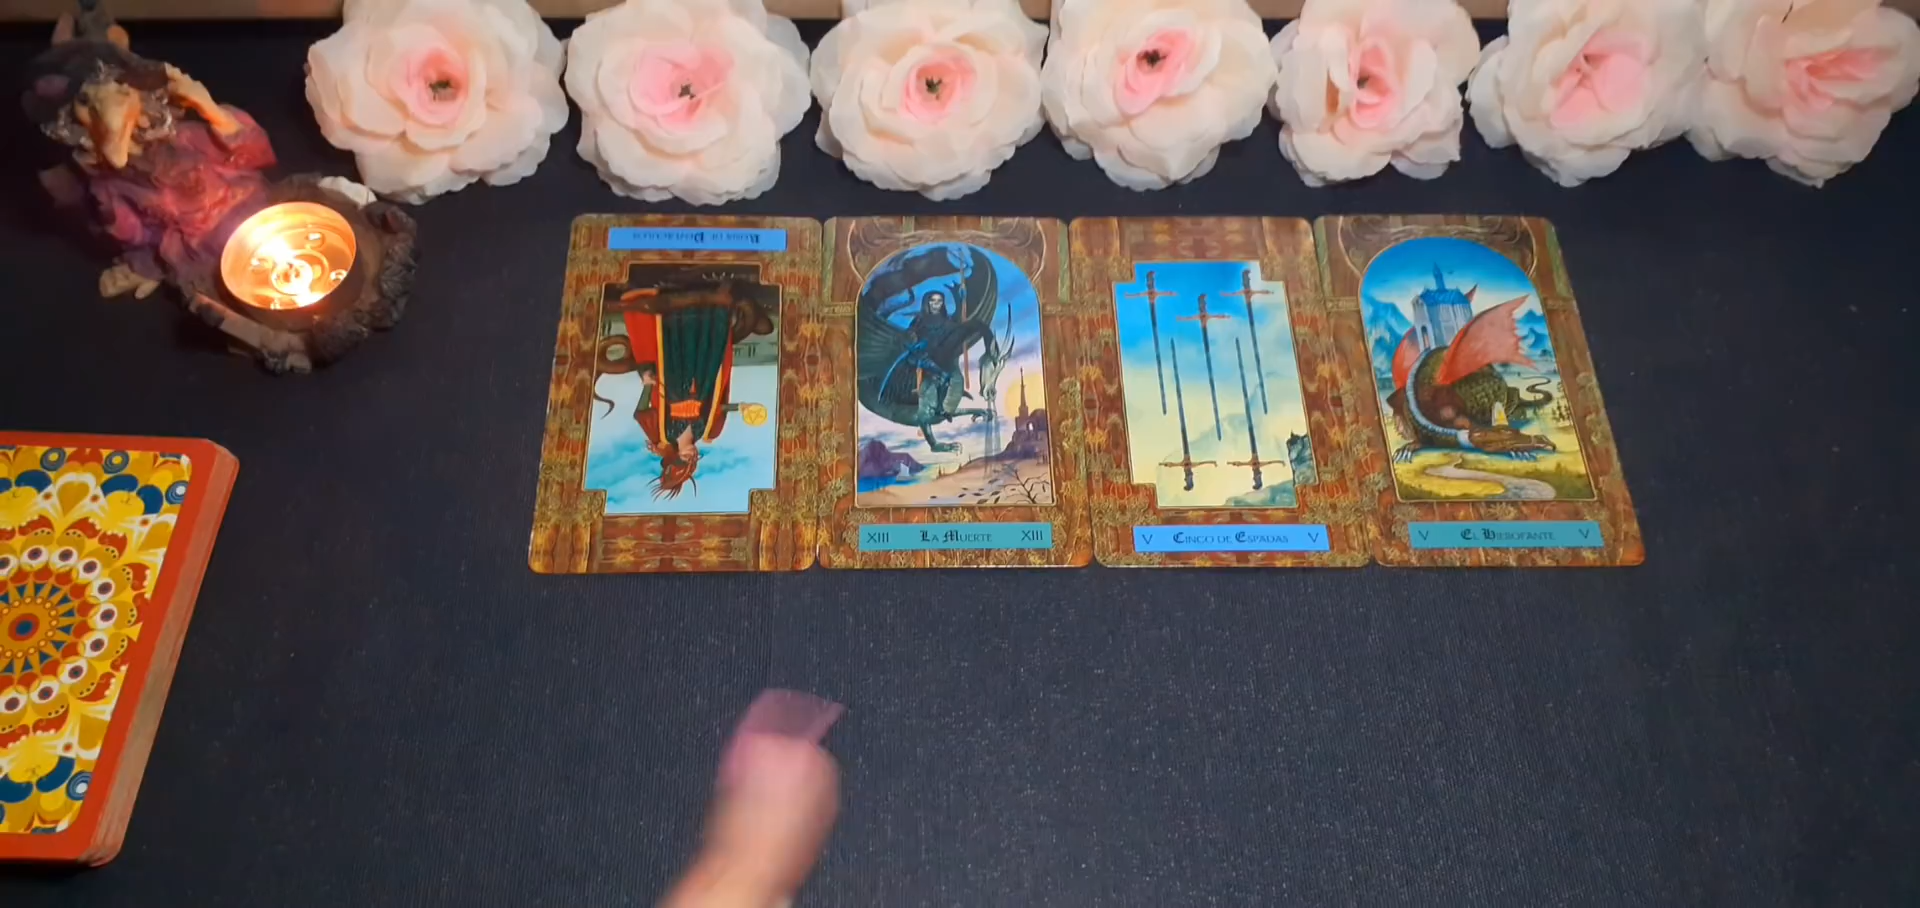 XIII LA MUERTE XIII
V CINCO DE ESPADAS V
V EL HIEROFANTE V